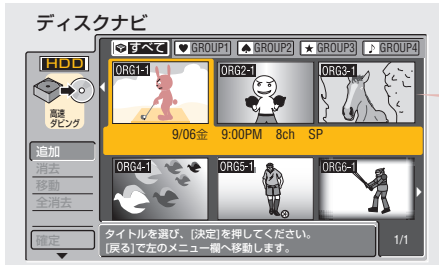 ディスクナビ
すべて GROUP1 GROUP2 GROUP3 GROUP4
HDD
高速
ダビング
ORG1-1 ORG2-1 ORG3-1
9/06金 9:00PM 8ch SP
追加
消去
移動
全消去
確定
ORG4-1 ORG5-1 ORG6-1
タイトルを選び、[決定]を押してください。
[戻る]で左のメニュー欄へ移動します。
1/1